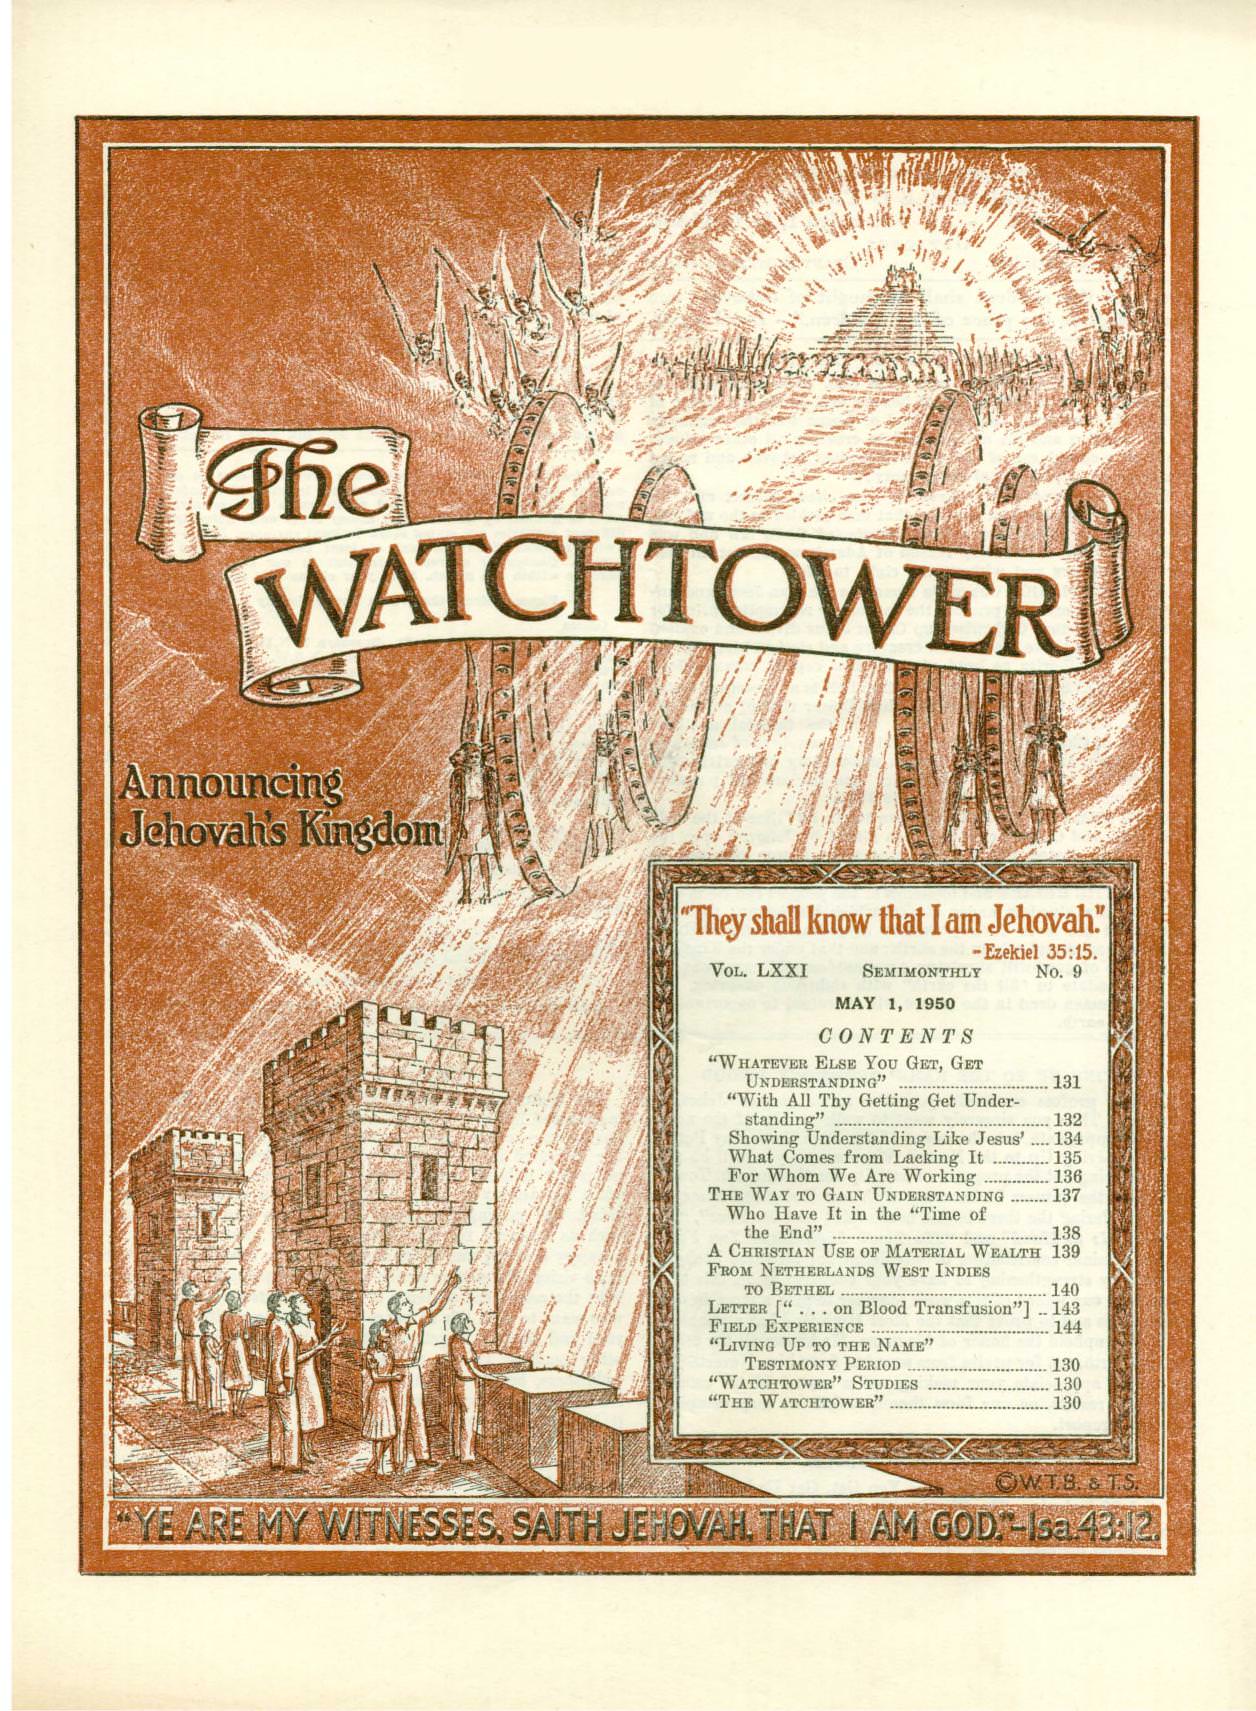 The
WATCHTOWER
Announcing
Jehovah's Kingdom
"They shall know that I am Jehovah."
-Ezekiel 35:15.
VOL. LXXI SEMIMONTHLY No. 9
MAY 1, 1950
CONTENTS
"WHATEVER ELSE YOU GET, GET
UNDERSTANDING" ........ 131
"With All Thy Getting Get Under-
standing" ........ 132
Showing Understanding Like Jesus' .... 134
What Comes from Lacking It ........ 135
For Whom We Are Working ........ 136
THE WAY TO GAIN UNDERSTANDING ........ 137
Who Have It in the "Time of
the End" ........ 138
A CHRISTIAN USE OF MATERIAL WEALTH 139
FROM NETHERLANDS WEST INDIES
TO BETHEL ........ 140
LETTER [" . . . on Blood Transfusion"] .. 143
FIELD EXPERIENCE ........ 144
"LIVING UP TO THE NAME"
TESTIMONY PERIOD ........ 130
"WATCHTOWER" STUDIES ........ 130
"THE WATCHTOWER" ........ 130
©W.T.B. & T.S.
"YE ARE MY WITNESSES, SAITH JEHOVAH, THAT I AM GOD."-Isa.43:12.